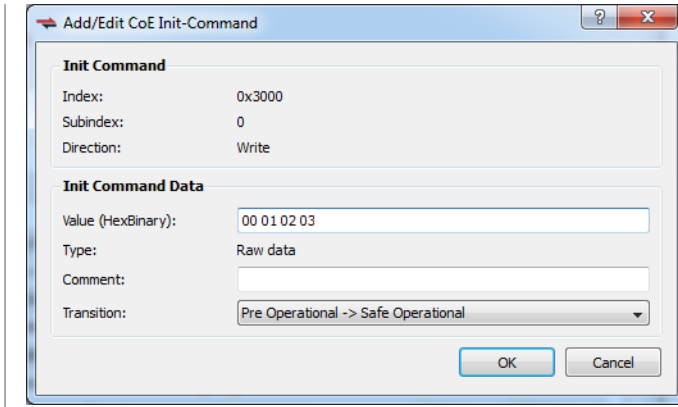 Add/Edit CoE Init-Command
Init Command
Index: 0x3000
Subindex: 0
Direction: Write
Init Command Data
Value (HexBinary): 00 01 02 03
Type: Raw data
Comment:
Transition: Pre Operational -> Safe Operational
OK Cancel